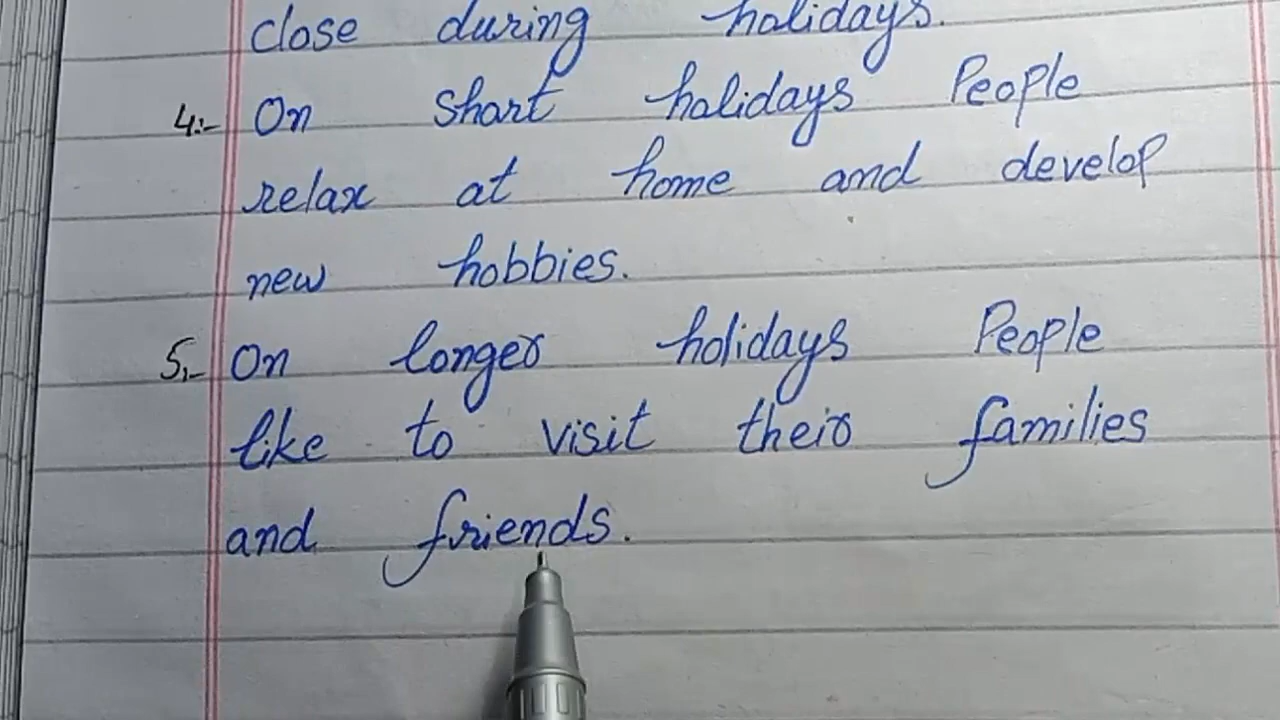 close during holidays.
4:- On short holidays People
relax at home and develop
new hobbies.
5,- On longer holidays People
like to visit their families
and friends.